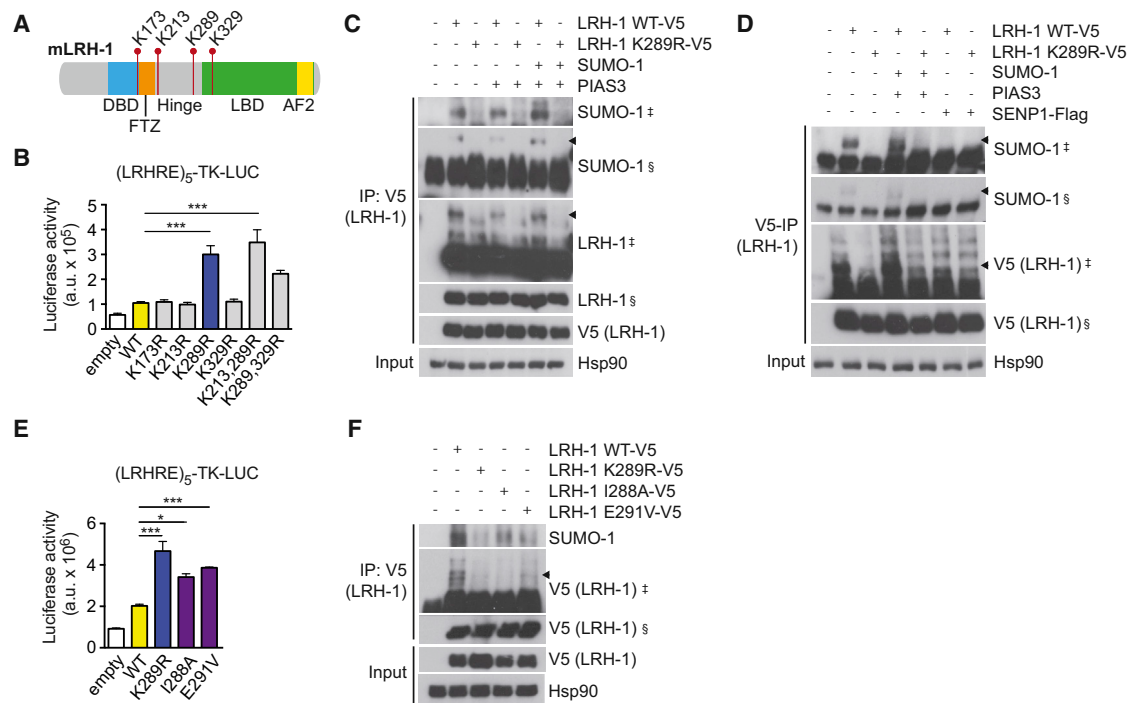 A
mLRH-1
K173
K213
K289
K329
DBD
FTZ
Hinge
LBD
AF2
B
(LRHRE)5-TK-LUC
Luciferase activity
(a.u. x 10⁵)
5
4
3
2
1
0
***
***
empty
WT
K173R
K213R
K289R
K329R
K213,289R
K289,329R
C
- + - + - + - LRH-1 WT-V5
- - + - + - + LRH-1 K289R-V5
- - - - - + + SUMO-1
- - - + + + + PIAS3
IP: V5
(LRH-1)
SUMO-1‡
SUMO-1§
LRH-1‡
LRH-1§
V5 (LRH-1)
Input
Hsp90
D
- + - + - + - LRH-1 WT-V5
- - + - + - + LRH-1 K289R-V5
- - - + + - - SUMO-1
- - - + + - - PIAS3
- - - - - + + SENP1-Flag
V5-IP
(LRH-1)
SUMO-1‡
SUMO-1§
V5 (LRH-1)‡
V5 (LRH-1)§
Input
Hsp90
E
(LRHRE)5-TK-LUC
Luciferase activity
(a.u. x 10⁶)
6
4
2
0
***
*
***
empty
WT
K289R
I288A
E291V
F
- + - - - LRH-1 WT-V5
- - + - - LRH-1 K289R-V5
- - - + - LRH-1 I288A-V5
- - - - + LRH-1 E291V-V5
IP: V5
(LRH-1)
SUMO-1
V5 (LRH-1) ‡
V5 (LRH-1) §
Input
V5 (LRH-1)
Hsp90